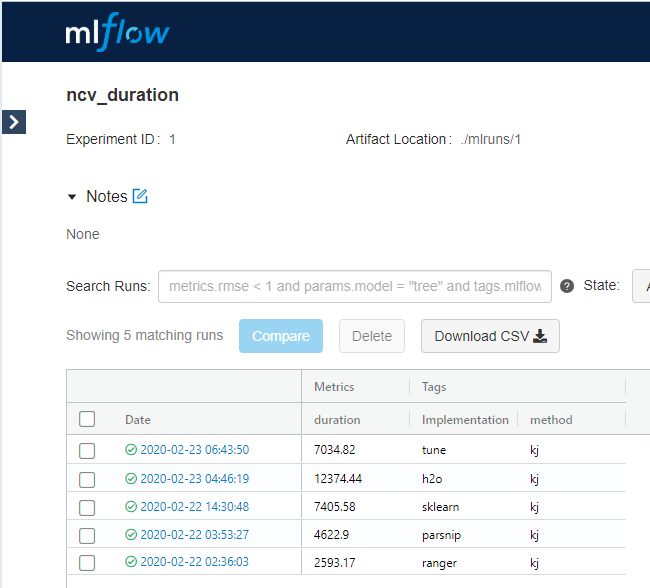 mlflow
ncv_duration
Experiment ID: 1 Artifact Location: ./mlruns/1
Notes
None
Search Runs: metrics.rmse < 1 and params.model = "tree" and tags.mlflow ? State: A
Showing 5 matching runs Compare Delete Download CSV
Metrics Tags
Date duration Implementation method
2020-02-23 06:43:50 7034.82 tune kj
2020-02-23 04:46:19 12374.44 h2o kj
2020-02-22 14:30:48 7405.58 sklearn kj
2020-02-22 03:53:27 4622.9 parsnip kj
2020-02-22 02:36:03 2593.17 ranger kj